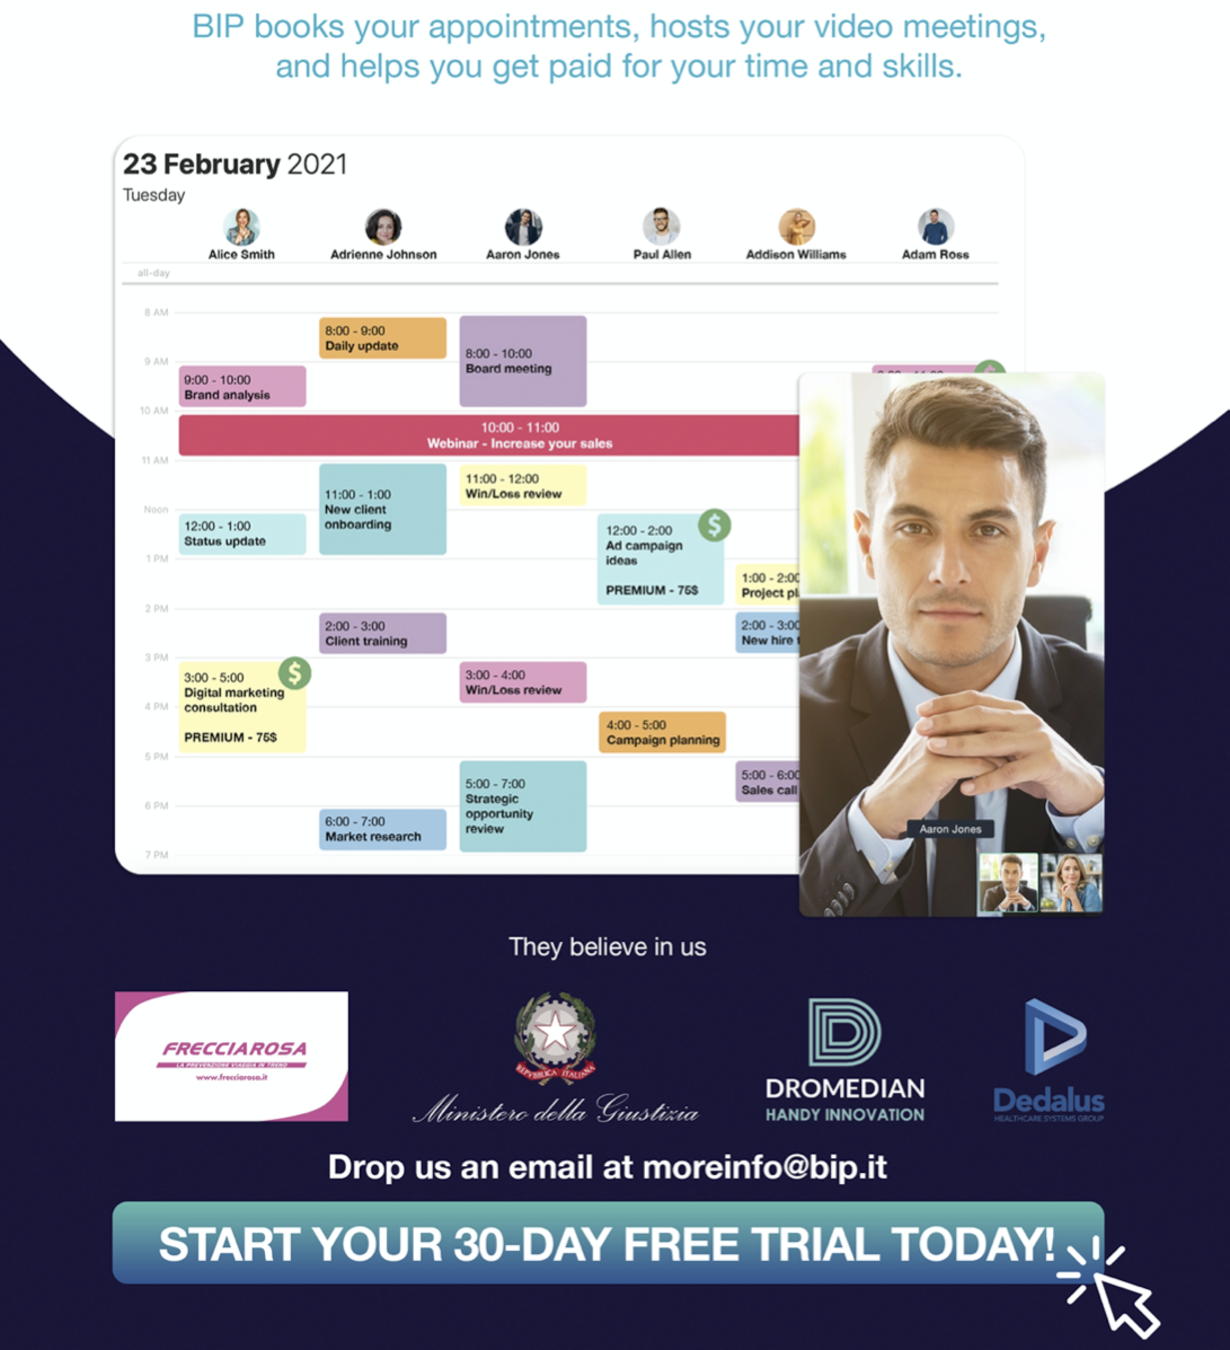 BIP books your appointments, hosts your video meetings,
and helps you get paid for your time and skills.
23 February 2021
Tuesday
Alice Smith
Adrienne Johnson
Aaron Jones
Paul Allen
Addison Williams
Adam Ross
all-day
8 AM
8:00 - 9:00
Daily update
8:00 - 10:00
Board meeting
9 AM
9:00 - 10:00
Brand analysis
10 AM
10:00 - 11:00
Webinar - Increase your sales
11 AM
11:00 - 1:00
New client
onboarding
11:00 - 12:00
Win/Loss review
Noon
12:00 - 1:00
Status update
12:00 - 2:00
Ad campaign
ideas
PREMIUM - 75$
$
1 PM
1:00 - 2:00
Project pl
2 PM
2:00 - 3:00
Client training
2:00 - 3:00
New hire
3 PM
3:00 - 5:00
Digital marketing
consultation
PREMIUM - 75$
$
3:00 - 4:00
Win/Loss review
4 PM
4:00 - 5:00
Campaign planning
5 PM
5:00 - 7:00
Strategic
opportunity
review
5:00 - 6:00
Sales call
6 PM
6:00 - 7:00
Market research
7 PM
Aaron Jones
They believe in us
FRECCIAROSA
LA PREVENZIONE VIAGGIA IN TRENO
www.frecciarosa.it
REPVBBLICA ITALIANA
Ministero della Giustizia
DROMEDIAN
HANDY INNOVATION
Dedalus
HEALTHCARE SYSTEMS GROUP
Drop us an email at moreinfo@bip.it
START YOUR 30-DAY FREE TRIAL TODAY!